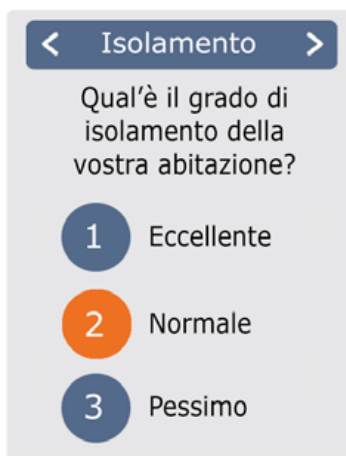 < Isolamento >
Qual'è il grado di
isolamento della
vostra abitazione?
1 Eccellente
2 Normale
3 Pessimo